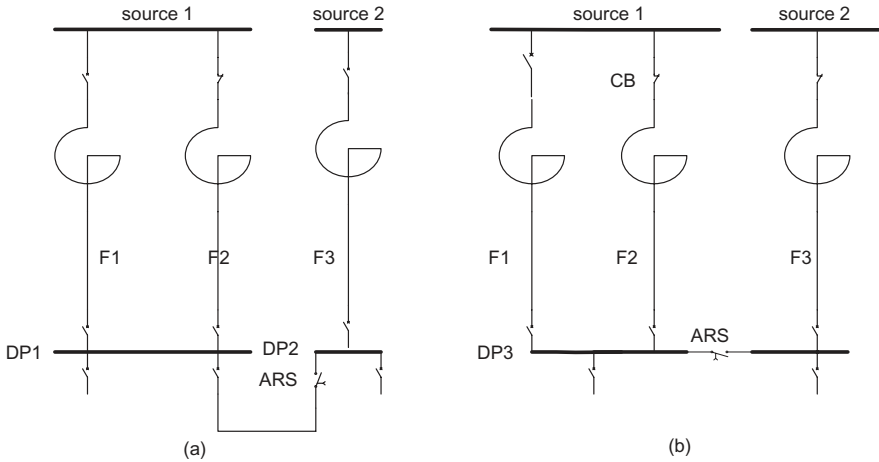 source 1
source 2
source 1
source 2
CB
F1
F2
F3
F1
F2
F3
DP1
DP2
ARS
DP3
ARS
(a)
(b)